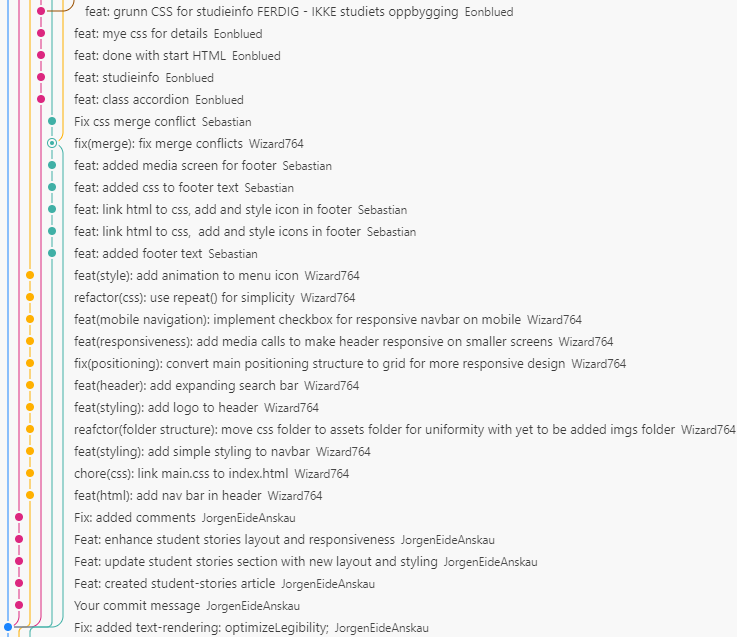 feat: grunn CSS for studieinfo FERDIG - IKKE studiets oppbygging Eonblued
feat: mye css for details Eonblued
feat: done with start HTML Eonblued
feat: studieinfo Eonblued
feat: class accordion Eonblued
Fix css merge conflict Sebastian
fix(merge): fix merge conflicts Wizard764
feat: added media screen for footer Sebastian
feat: added css to footer text Sebastian
feat: link html to css, add and style icon in footer Sebastian
feat: link html to css,  add and style icons in footer Sebastian
feat: added footer text Sebastian
feat(style): add animation to menu icon Wizard764
refactor(css): use repeat() for simplicity Wizard764
feat(mobile navigation): implement checkbox for responsive navbar on mobile Wizard764
feat(responsiveness): add media calls to make header responsive on smaller screens Wizard764
fix(positioning): convert main positioning structure to grid for more responsive design Wizard764
feat(header): add expanding search bar Wizard764
feat(styling): add logo to header Wizard764
reafctor(folder structure): move css folder to assets folder for uniformity with yet to be added imgs folder Wizard764
feat(styling): add simple styling to navbar Wizard764
chore(css): link main.css to index.html Wizard764
feat(html): add nav bar in header Wizard764
Fix: added comments JorgenEideAnskau
Feat: enhance student stories layout and responsiveness JorgenEideAnskau
Feat: update student stories section with new layout and styling JorgenEideAnskau
Feat: created student-stories article JorgenEideAnskau
Your commit message JorgenEideAnskau
Fix: added text-rendering: optimizeLegibility; JorgenEideAnskau